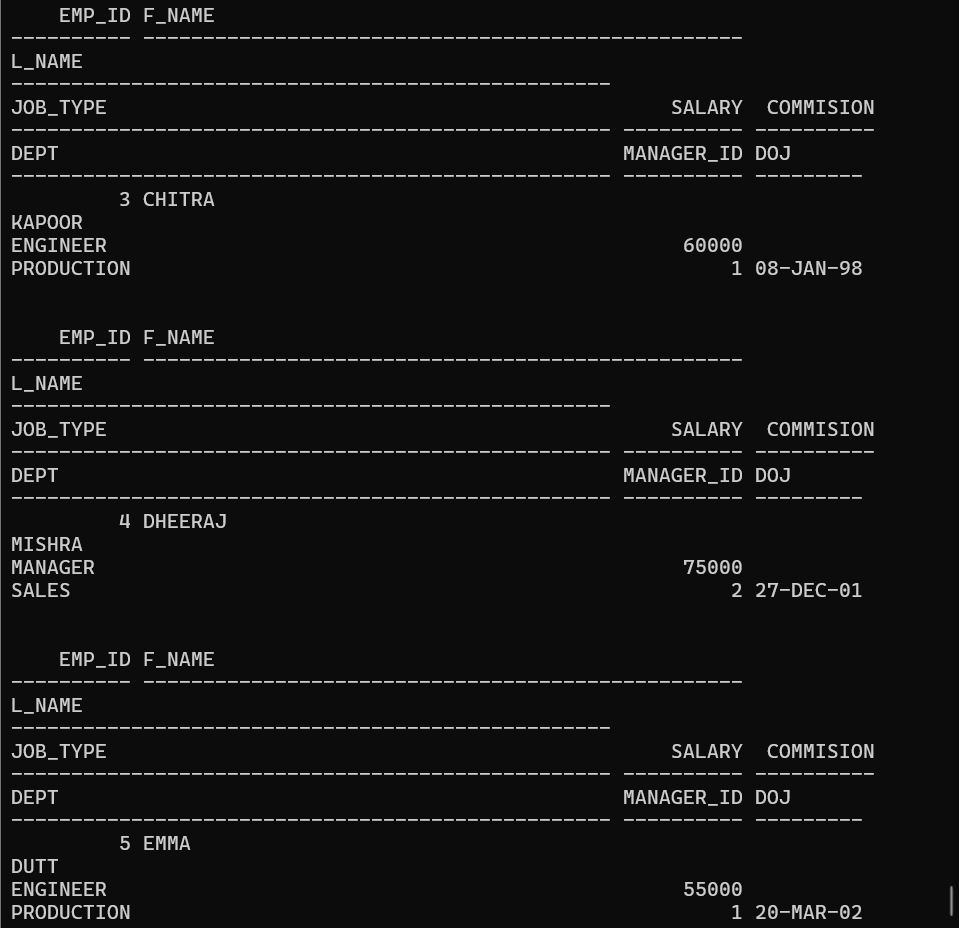 EMP_ID F_NAME
---------- --------------------------------------------------
L_NAME
--------------------------------------------------
JOB_TYPE                                               SALARY  COMMISION
-------------------------------------------------- ---------- ----------
DEPT                                               MANAGER_ID DOJ
-------------------------------------------------- ---------- ---------
         3 CHITRA
KAPOOR
ENGINEER                                                60000
PRODUCTION                                                  1 08-JAN-98


    EMP_ID F_NAME
---------- --------------------------------------------------
L_NAME
--------------------------------------------------
JOB_TYPE                                               SALARY  COMMISION
-------------------------------------------------- ---------- ----------
DEPT                                               MANAGER_ID DOJ
-------------------------------------------------- ---------- ---------
         4 DHEERAJ
MISHRA
MANAGER                                                 75000
SALES                                                       2 27-DEC-01


    EMP_ID F_NAME
---------- --------------------------------------------------
L_NAME
--------------------------------------------------
JOB_TYPE                                               SALARY  COMMISION
-------------------------------------------------- ---------- ----------
DEPT                                               MANAGER_ID DOJ
-------------------------------------------------- ---------- ---------
         5 EMMA
DUTT
ENGINEER                                                55000
PRODUCTION                                                  1 20-MAR-02